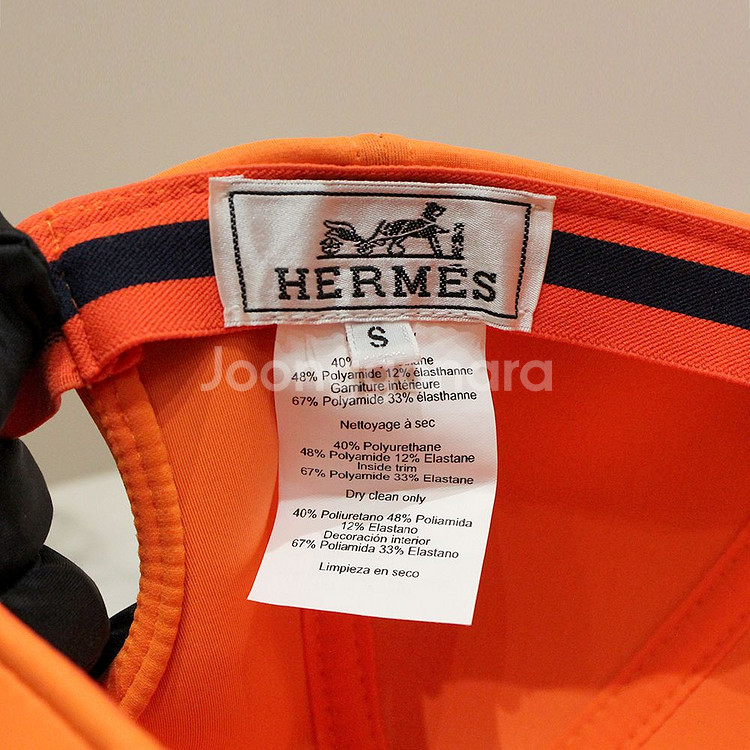 HERMÈS
S
40%
48% Polyamide 12% élasthanne
Garniture intérieure
67% Polyamide 33% élasthanne
Nettoyage à sec
40% Polyurethane
48% Polyamide 12% Elastane
Inside trim
67% Polyamide 33% Elastane
Dry clean only
40% Poliuretano 48% Poliamida
12% Elastano
Decoración interior
67% Poliamida 33% Elastano
Limpieza en seco